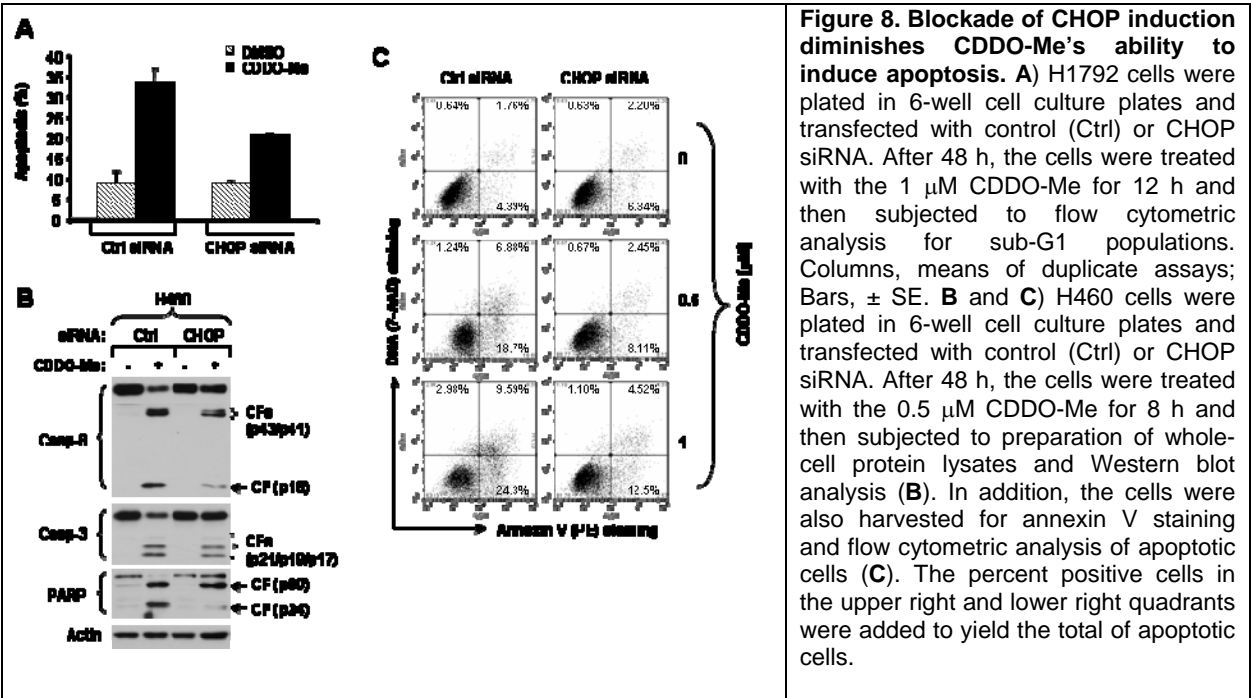 A
DMSO
CDDO-Me
40
35
30
25
20
15
10
5
0
Apoptosis (%)
Ctrl siRNA
CHOP siRNA
B
siRNA: Ctrl CHOP
CDDO-Me: - + - +
CFs
(p43/p41)
CF (p18)
Casp-3
CFs
(p21/p19/p17)
PARP
Actin
C
Ctrl siRNA CHOP siRNA
0.64% 1.76% 0.63% 2.20%
4.39% 6.34%
0
1.24% 6.88% 0.67% 2.45%
18.7% 8.11%
2.98% 9.59% 1.10% 4.52%
1
24.3% 12.5%
Annexin V (PE) staining
Figure 8. Blockade of CHOP induction
diminishes CDDO-Me's ability to
induce apoptosis. A) H1792 cells were
plated in 6-well cell culture plates and
transfected with control (Ctrl) or CHOP
siRNA. After 48 h, the cells were treated
with the 1 μM CDDO-Me for 12 h and
then subjected to flow cytometric
analysis for sub-G1 populations.
Columns, means of duplicate assays;
Bars, ± SE. B and C) H460 cells were
plated in 6-well cell culture plates and
transfected with control (Ctrl) or CHOP
siRNA. After 48 h, the cells were treated
with the 0.5 μM CDDO-Me for 8 h and
then subjected to preparation of whole-
cell protein lysates and Western blot
analysis (B). In addition, the cells were
also harvested for annexin V staining
and flow cytometric analysis of apoptotic
cells (C). The percent positive cells in
the upper right and lower right quadrants
were added to yield the total of apoptotic
cells.